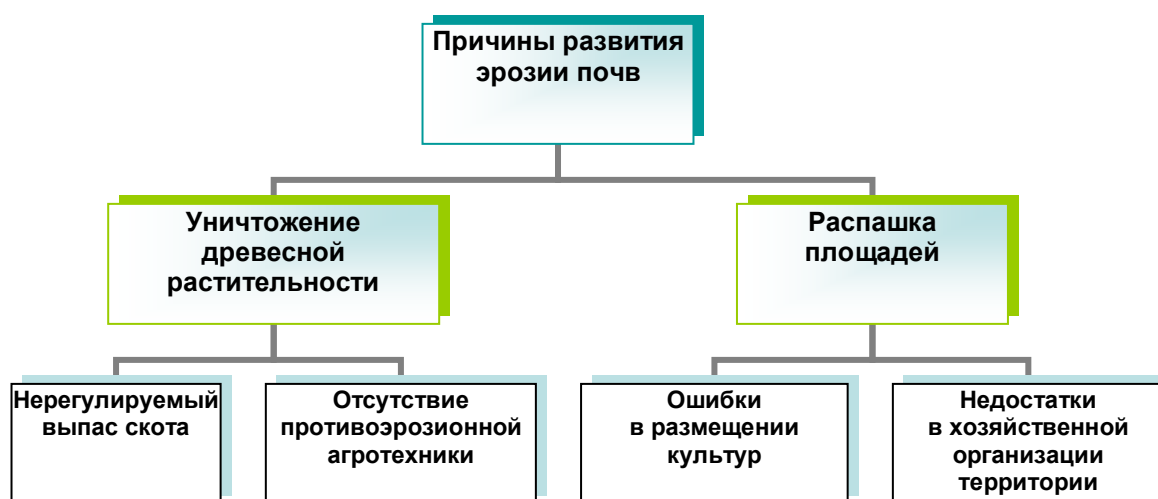 Причины развития
эрозии почв
Уничтожение
древесной
растительности
Распашка
площадей
Нерегулируемый
выпас скота
Отсутствие
противоэрозионной
агротехники
Ошибки
в размещении
культур
Недостатки
в хозяйственной
организации
территории